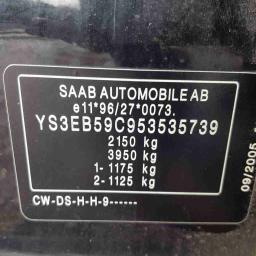 SAAB AUTOMOBILE AB
e11*96/27*0073.
YS3EB59C953535739
2150 kg
3950 kg
1- 1175 kg
2- 1125 kg
CW-DS-H-H-9------
09/2005